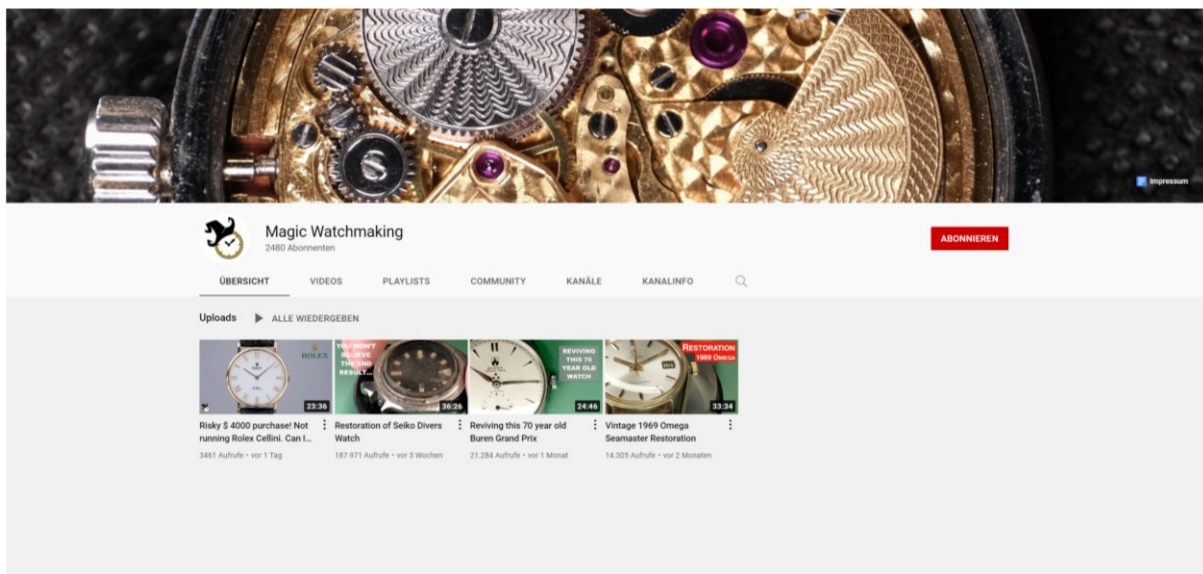 Impressum
Magic Watchmaking
2480 Abonnenten
ABONNIEREN
ÜBERSICHT VIDEOS PLAYLISTS COMMUNITY KANÄLE KANALINFO
Uploads ALLE WIEDERGEBEN
ROLEX
23:36
YOU WON'T
BELIEVE
THE END
RESULT...
36:26
REVIVING
THIS 70
YEAR OLD
WATCH
24:46
RESTORATION
1969 OMEGA
33:34
Risky $ 4000 purchase! Not
running Rolex Cellini. Can I...
3461 Aufrufe • vor 1 Tag
Restoration of Seiko Divers
Watch
187.971 Aufrufe • vor 3 Wochen
Reviving this 70 year old
Buren Grand Prix
21.284 Aufrufe • vor 1 Monat
Vintage 1969 Omega
Seamaster Restoration
14.305 Aufrufe • vor 2 Monaten